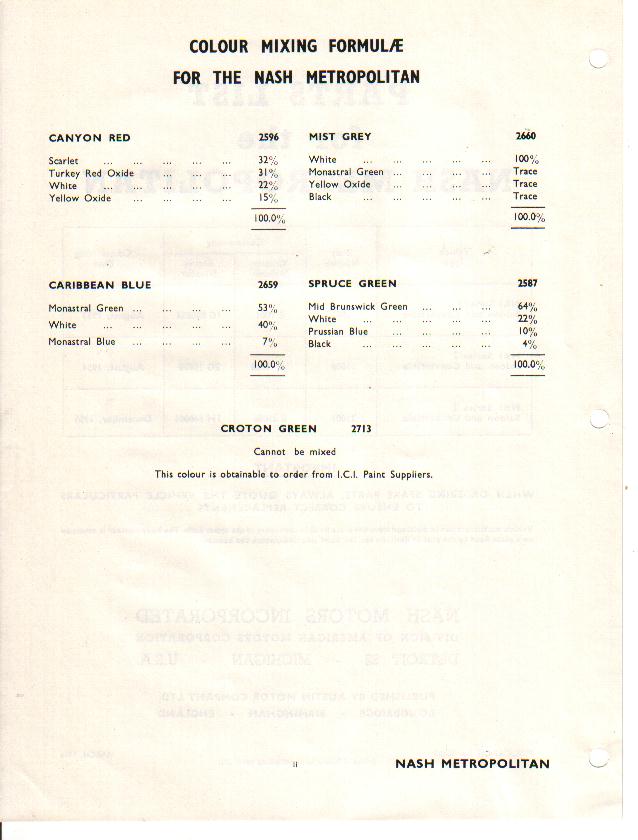 COLOUR MIXING FORMULÆ
FOR THE NASH METROPOLITAN
CANYON RED 2596
Scarlet ... ... ... ... ... 32%
Turkey Red Oxide ... ... ... 31%
White ... ... ... ... ... 22%
Yellow Oxide ... ... ... ... 15%
100.0%
MIST GREY 2660
White ... ... ... ... ... 100%
Monastral Green ... ... ... ... Trace
Yellow Oxide ... ... ... ... Trace
Black ... ... ... ... ... Trace
100.0%
CARIBBEAN BLUE 2659
Monastral Green ... ... ... ... 53%
White ... ... ... ... ... 40%
Monastral Blue ... ... ... ... 7%
100.0%
SPRUCE GREEN 2587
Mid Brunswick Green ... ... ... 64%
White ... ... ... ... ... 22%
Prussian Blue ... ... ... ... 10%
Black ... ... ... ... ... 4%
100.0%
CROTON GREEN 2713
Cannot be mixed
This colour is obtainable to order from I.C.I. Paint Suppliers.
ii
NASH METROPOLITAN